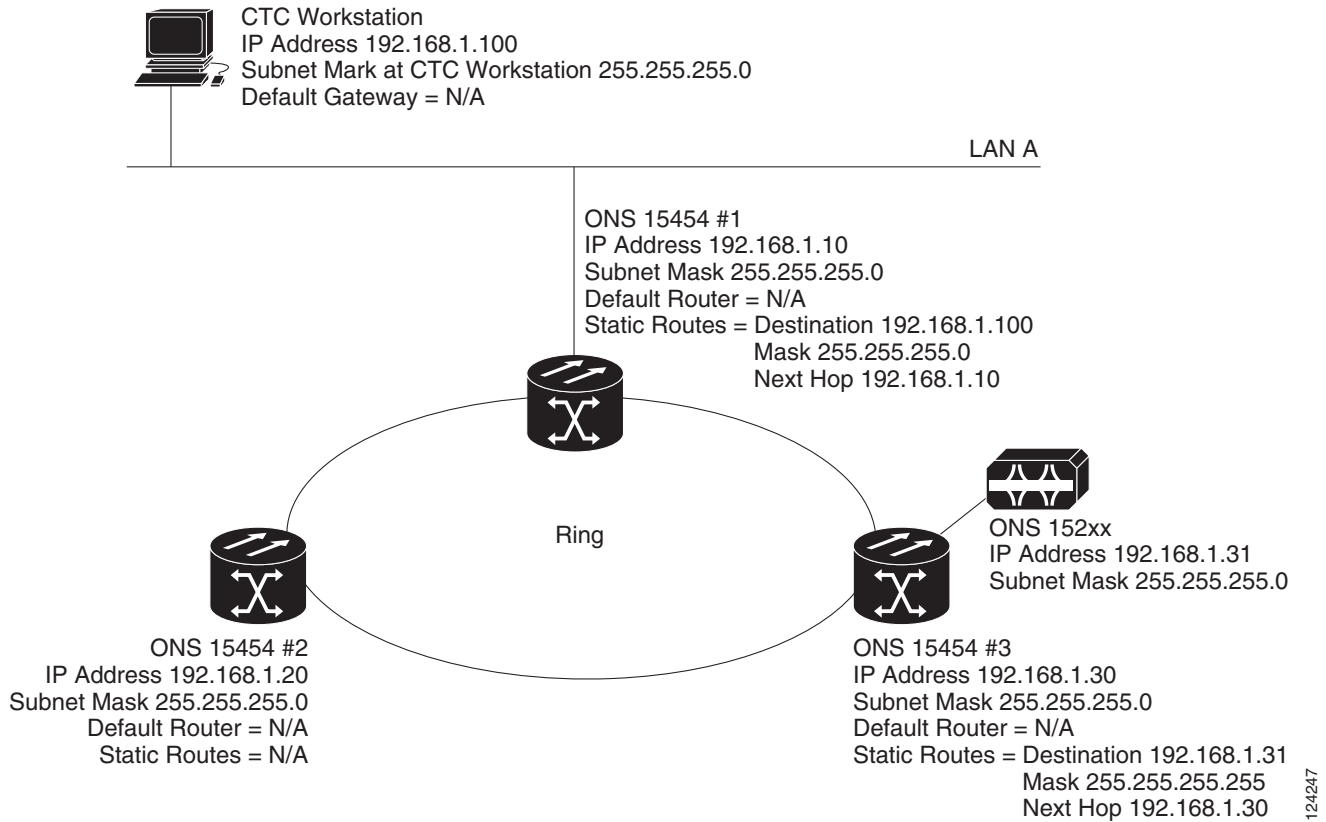 CTC Workstation
IP Address 192.168.1.100
Subnet Mark at CTC Workstation 255.255.255.0
Default Gateway = N/A
LAN A
ONS 15454 #1
IP Address 192.168.1.10
Subnet Mask 255.255.255.0
Default Router = N/A
Static Routes = Destination 192.168.1.100
Mask 255.255.255.0
Next Hop 192.168.1.10
Ring
ONS 152xx
IP Address 192.168.1.31
Subnet Mask 255.255.255.0
ONS 15454 #2
IP Address 192.168.1.20
Subnet Mask 255.255.255.0
Default Router = N/A
Static Routes = N/A
ONS 15454 #3
IP Address 192.168.1.30
Subnet Mask 255.255.255.0
Default Router = N/A
Static Routes = Destination 192.168.1.31
Mask 255.255.255.255
Next Hop 192.168.1.30
124247